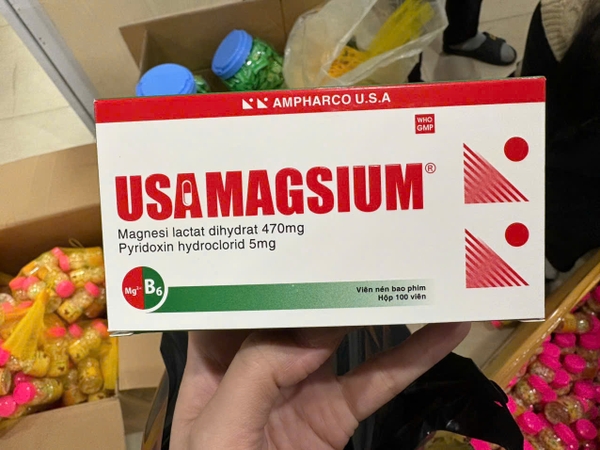 AMPHARCO U.S.A
WHO
GMP
USAMAGSIUM®
Magnesi lactat dihydrat 470mg
Pyridoxin hydroclorid 5mg
Mg²⁺ B₆
Viên nén bao phim
Hộp 100 viên